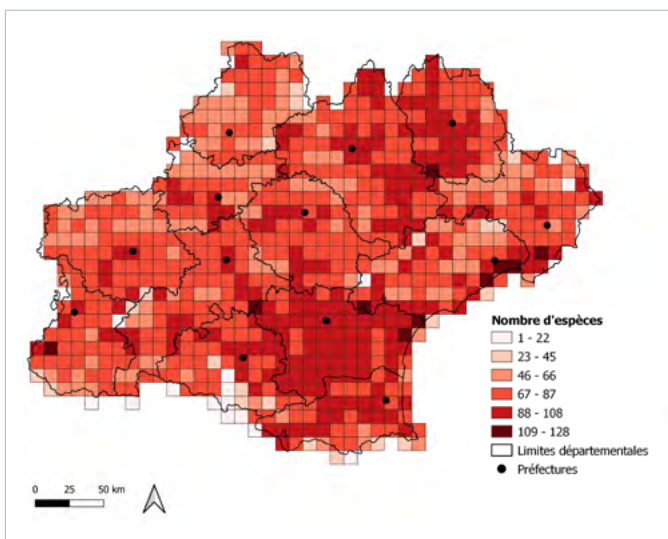 Nombre d'espèces
1 - 22
23 - 45
46 - 66
67 - 87
88 - 108
109 - 128
Limites départementales
Préfectures
0 25 50 km